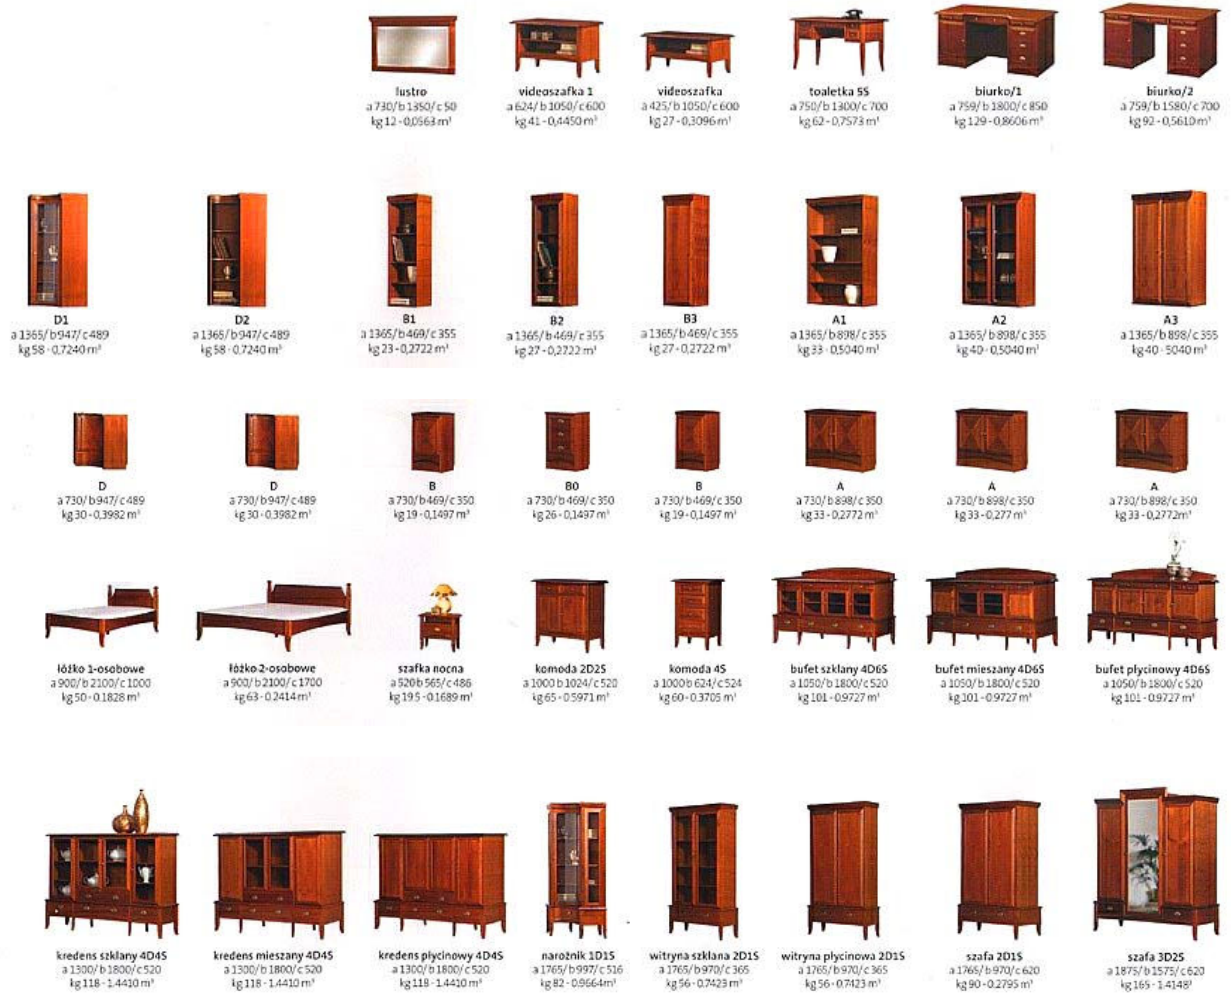 lustro
a 730/ b 1350/ c 50
kg 12 - 0,0563 m³
videoszafka 1
a 624/ b 1050/ c 600
kg 41 - 0,4450 m³
videoszafka
a 425/ b 1050/ c 600
kg 27 - 0,3096 m³
toaletka 5S
a 750/ b 1300/ c 700
kg 62 - 0,7573 m³
biurko/1
a 759/ b 1800/ c 850
kg 129 - 0,8606 m³
biurko/2
a 759/ b 1580/ c 700
kg 92 - 0,5610 m³
D1
a 1365/ b 947/ c 489
kg 58 - 0,7240 m³
D2
a 1365/ b 947/ c 489
kg 58 - 0,7240 m³
B1
a 1365/ b 469/ c 355
kg 23 - 0,2722 m³
B2
a 1365/ b 469/ c 355
kg 27 - 0,2722 m³
B3
a 1365/ b 469/ c 355
kg 27 - 0,2722 m³
A1
a 1365/ b 898/ c 355
kg 33 - 0,5040 m³
A2
a 1365/ b 898/ c 355
kg 40 - 0,5040 m³
A3
a 1365/ b 898/ c 355
kg 40 - 5040 m³
D
a 730/ b 947/ c 489
kg 30 - 0,3982 m³
D
a 730/ b 947/ c 489
kg 30 - 0,3982 m³
B
a 730/ b 469/ c 350
kg 19 - 0,1497 m³
B0
a 730/ b 469/ c 350
kg 26 - 0,1497 m³
B
a 730/ b 469/ c 350
kg 19 - 0,1497 m³
A
a 730/ b 898/ c 350
kg 33 - 0,2772 m³
A
a 730/ b 898/ c 350
kg 33 - 0,277 m³
A
a 730/ b 898/ c 350
kg 33 - 0,2772m³
łóżko 1-osobowe
a 900/ b 2100/ c 1000
kg 50 - 0.1828 m³
łóżko 2-osobowe
a 900/ b 2100/ c 1700
kg 63 - 0.2414 m³
szafka nocna
a 520 b 565/ c 486
kg 19.5 - 0.1689 m³
komoda 2D2S
a 1000 b 1024/ c 520
kg 65 - 0.5971 m³
komoda 4S
a 1000 b 624/ c 524
kg 60 - 0.3705 m³
bufet szklany 4D6S
a 1050/ b 1800/ c 520
kg 101 - 0.9727 m³
bufet mieszany 4D6S
a 1050/ b 1800/ c 520
kg 101 - 0.9727 m³
bufet płycinowy 4D6S
a 1050/ b 1800/ c 520
kg 101 - 0.9727 m³
kredens szklany 4D4S
a 1300/ b 1800/ c 520
kg 118 - 1.4410 m³
kredens mieszany 4D4S
a 1300/ b 1800/ c 520
kg 118 - 1.4410 m³
kredens płycinowy 4D4S
a 1300/ b 1800/ c 520
kg 118 - 1.4410 m³
narożnik 1D1S
a 1765/ b 997/ c 516
kg 82 - 0.9664m³
witryna szklana 2D1S
a 1765/ b 970/ c 365
kg 56 - 0.7423 m³
witryna płycinowa 2D1S
a 1765/ b 970/ c 365
kg 56 - 0.7423 m³
szafa 2D1S
a 1765/ b 970/ c 620
kg 90 - 0.2795 m³
szafa 3D2S
a 1875/ b 1575/ c 620
kg 165 - 1.4148³